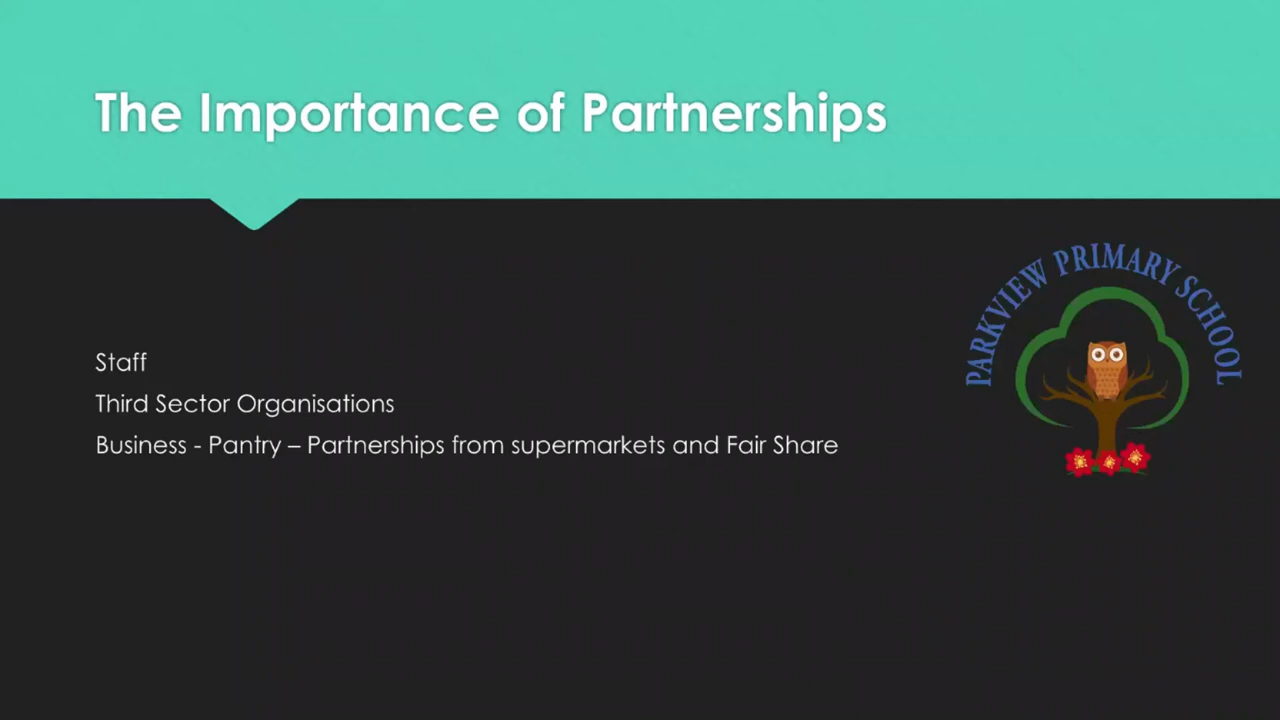 The Importance of Partnerships
PARKVIEW PRIMARY SCHOOL
Staff
Third Sector Organisations
Business - Pantry – Partnerships from supermarkets and Fair Share